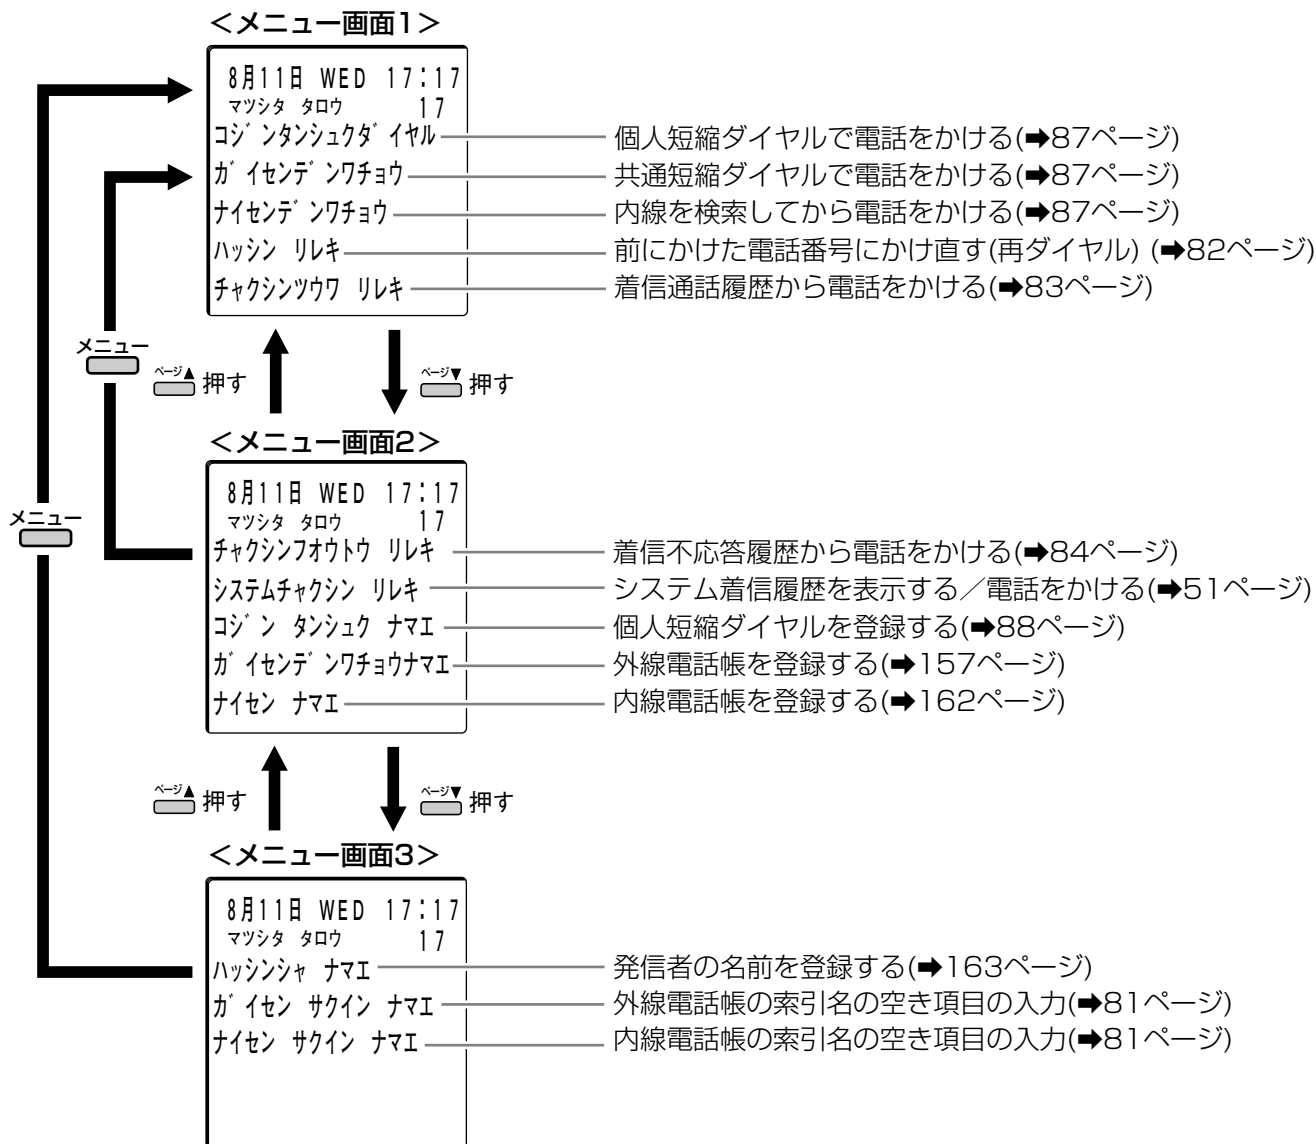 ＜メニュー画面1＞
8月11日 WED 17:17
マツシタ タロウ 17
コジンタンシュクダイヤル 個人短縮ダイヤルで電話をかける(➡87ページ)
ガイセンデンワチョウ 共通短縮ダイヤルで電話をかける(➡87ページ)
ナイセンデンワチョウ 内線を検索してから電話をかける(➡87ページ)
ハッシン リレキ 前にかけた電話番号にかけ直す(再ダイヤル) (➡82ページ)
チャクシンツウワ リレキ 着信通話履歴から電話をかける(➡83ページ)
メニュー
ページ▲ 押す ページ▼ 押す
＜メニュー画面2＞
8月11日 WED 17:17
マツシタ タロウ 17
メニュー
チャクシンフオウトウ リレキ 着信不応答履歴から電話をかける(➡84ページ)
システムチャクシン リレキ システム着信履歴を表示する／電話をかける(➡51ページ)
コジン タンシュク ナマエ 個人短縮ダイヤルを登録する(➡88ページ)
ガイセンデンワチョウナマエ 外線電話帳を登録する(➡157ページ)
ナイセン ナマエ 内線電話帳を登録する(➡162ページ)
ページ▲ 押す ページ▼ 押す
＜メニュー画面3＞
8月11日 WED 17:17
マツシタ タロウ 17
ハッシンシャ ナマエ 発信者の名前を登録する(➡163ページ)
ガイセン サクイン ナマエ 外線電話帳の索引名の空き項目の入力(➡81ページ)
ナイセン サクイン ナマエ 内線電話帳の索引名の空き項目の入力(➡81ページ)